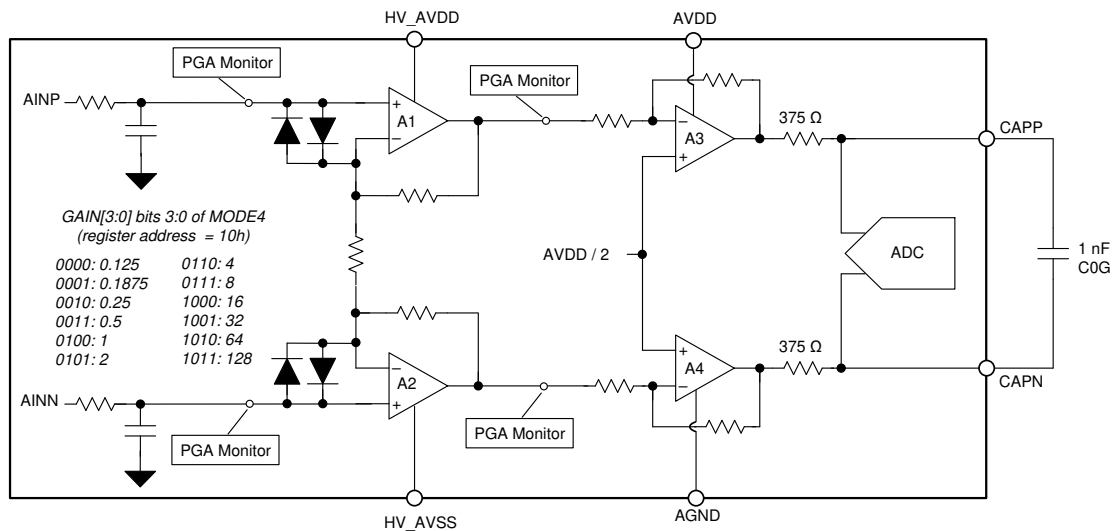 HV_AVDD
AVDD
PGA Monitor
PGA Monitor
AINP
+
A1
−
−
A3
+
375 Ω
CAPP
GAIN[3:0] bits 3:0 of MODE4
(register address = 10h)
0000: 0.125 0110: 4
0001: 0.1875 0111: 8
0010: 0.25 1000: 16
0011: 0.5 1001: 32
0100: 1 1010: 64
0101: 2 1011: 128
AVDD / 2
ADC
1 nF
C0G
375 Ω
−
A2
+
+
A4
−
CAPN
AINN
PGA Monitor
PGA Monitor
HV_AVSS
AGND